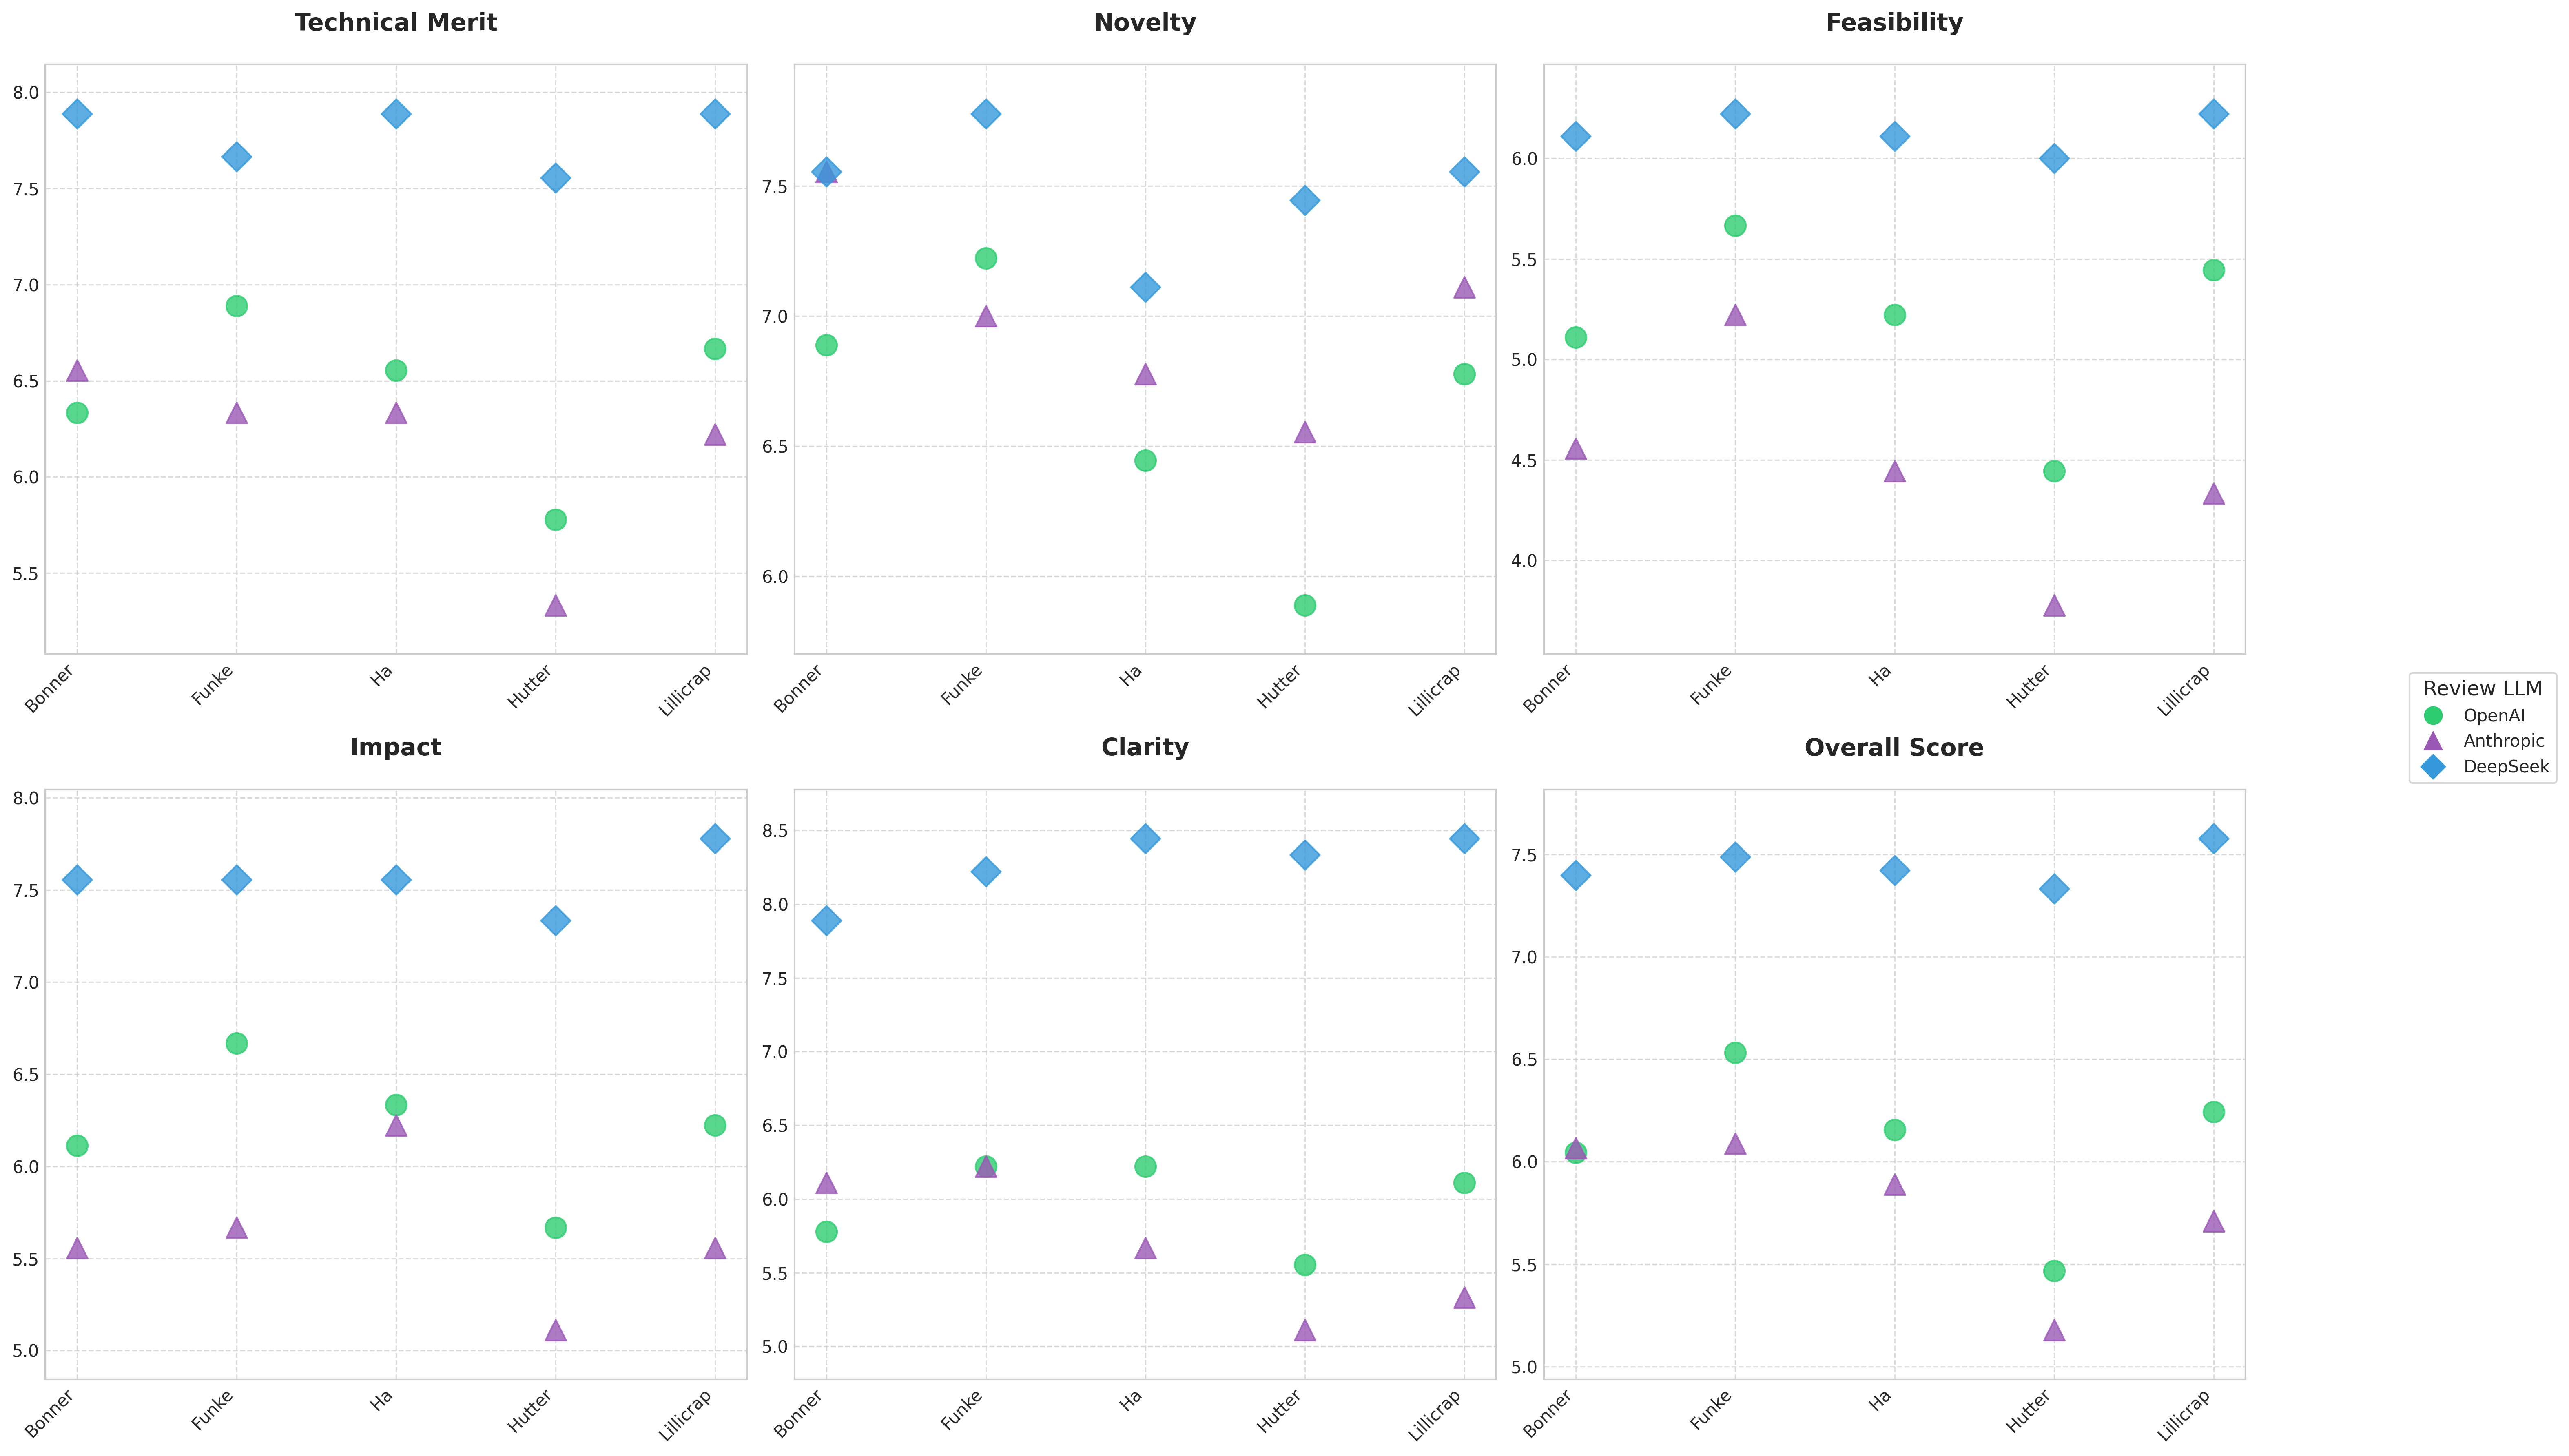 Technical Merit
8.0
7.5
7.0
6.5
6.0
5.5
Bonner
Funke
Ha
Hutter
Lillicrap
Novelty
7.5
7.0
6.5
6.0
Bonner
Funke
Ha
Hutter
Lillicrap
Feasibility
6.0
5.5
5.0
4.5
4.0
Bonner
Funke
Ha
Hutter
Lillicrap
Review LLM
OpenAI
Anthropic
DeepSeek
Impact
8.0
7.5
7.0
6.5
6.0
5.5
5.0
Bonner
Funke
Ha
Hutter
Lillicrap
Clarity
8.5
8.0
7.5
7.0
6.5
6.0
5.5
5.0
Bonner
Funke
Ha
Hutter
Lillicrap
Overall Score
7.5
7.0
6.5
6.0
5.5
5.0
Bonner
Funke
Ha
Hutter
Lillicrap